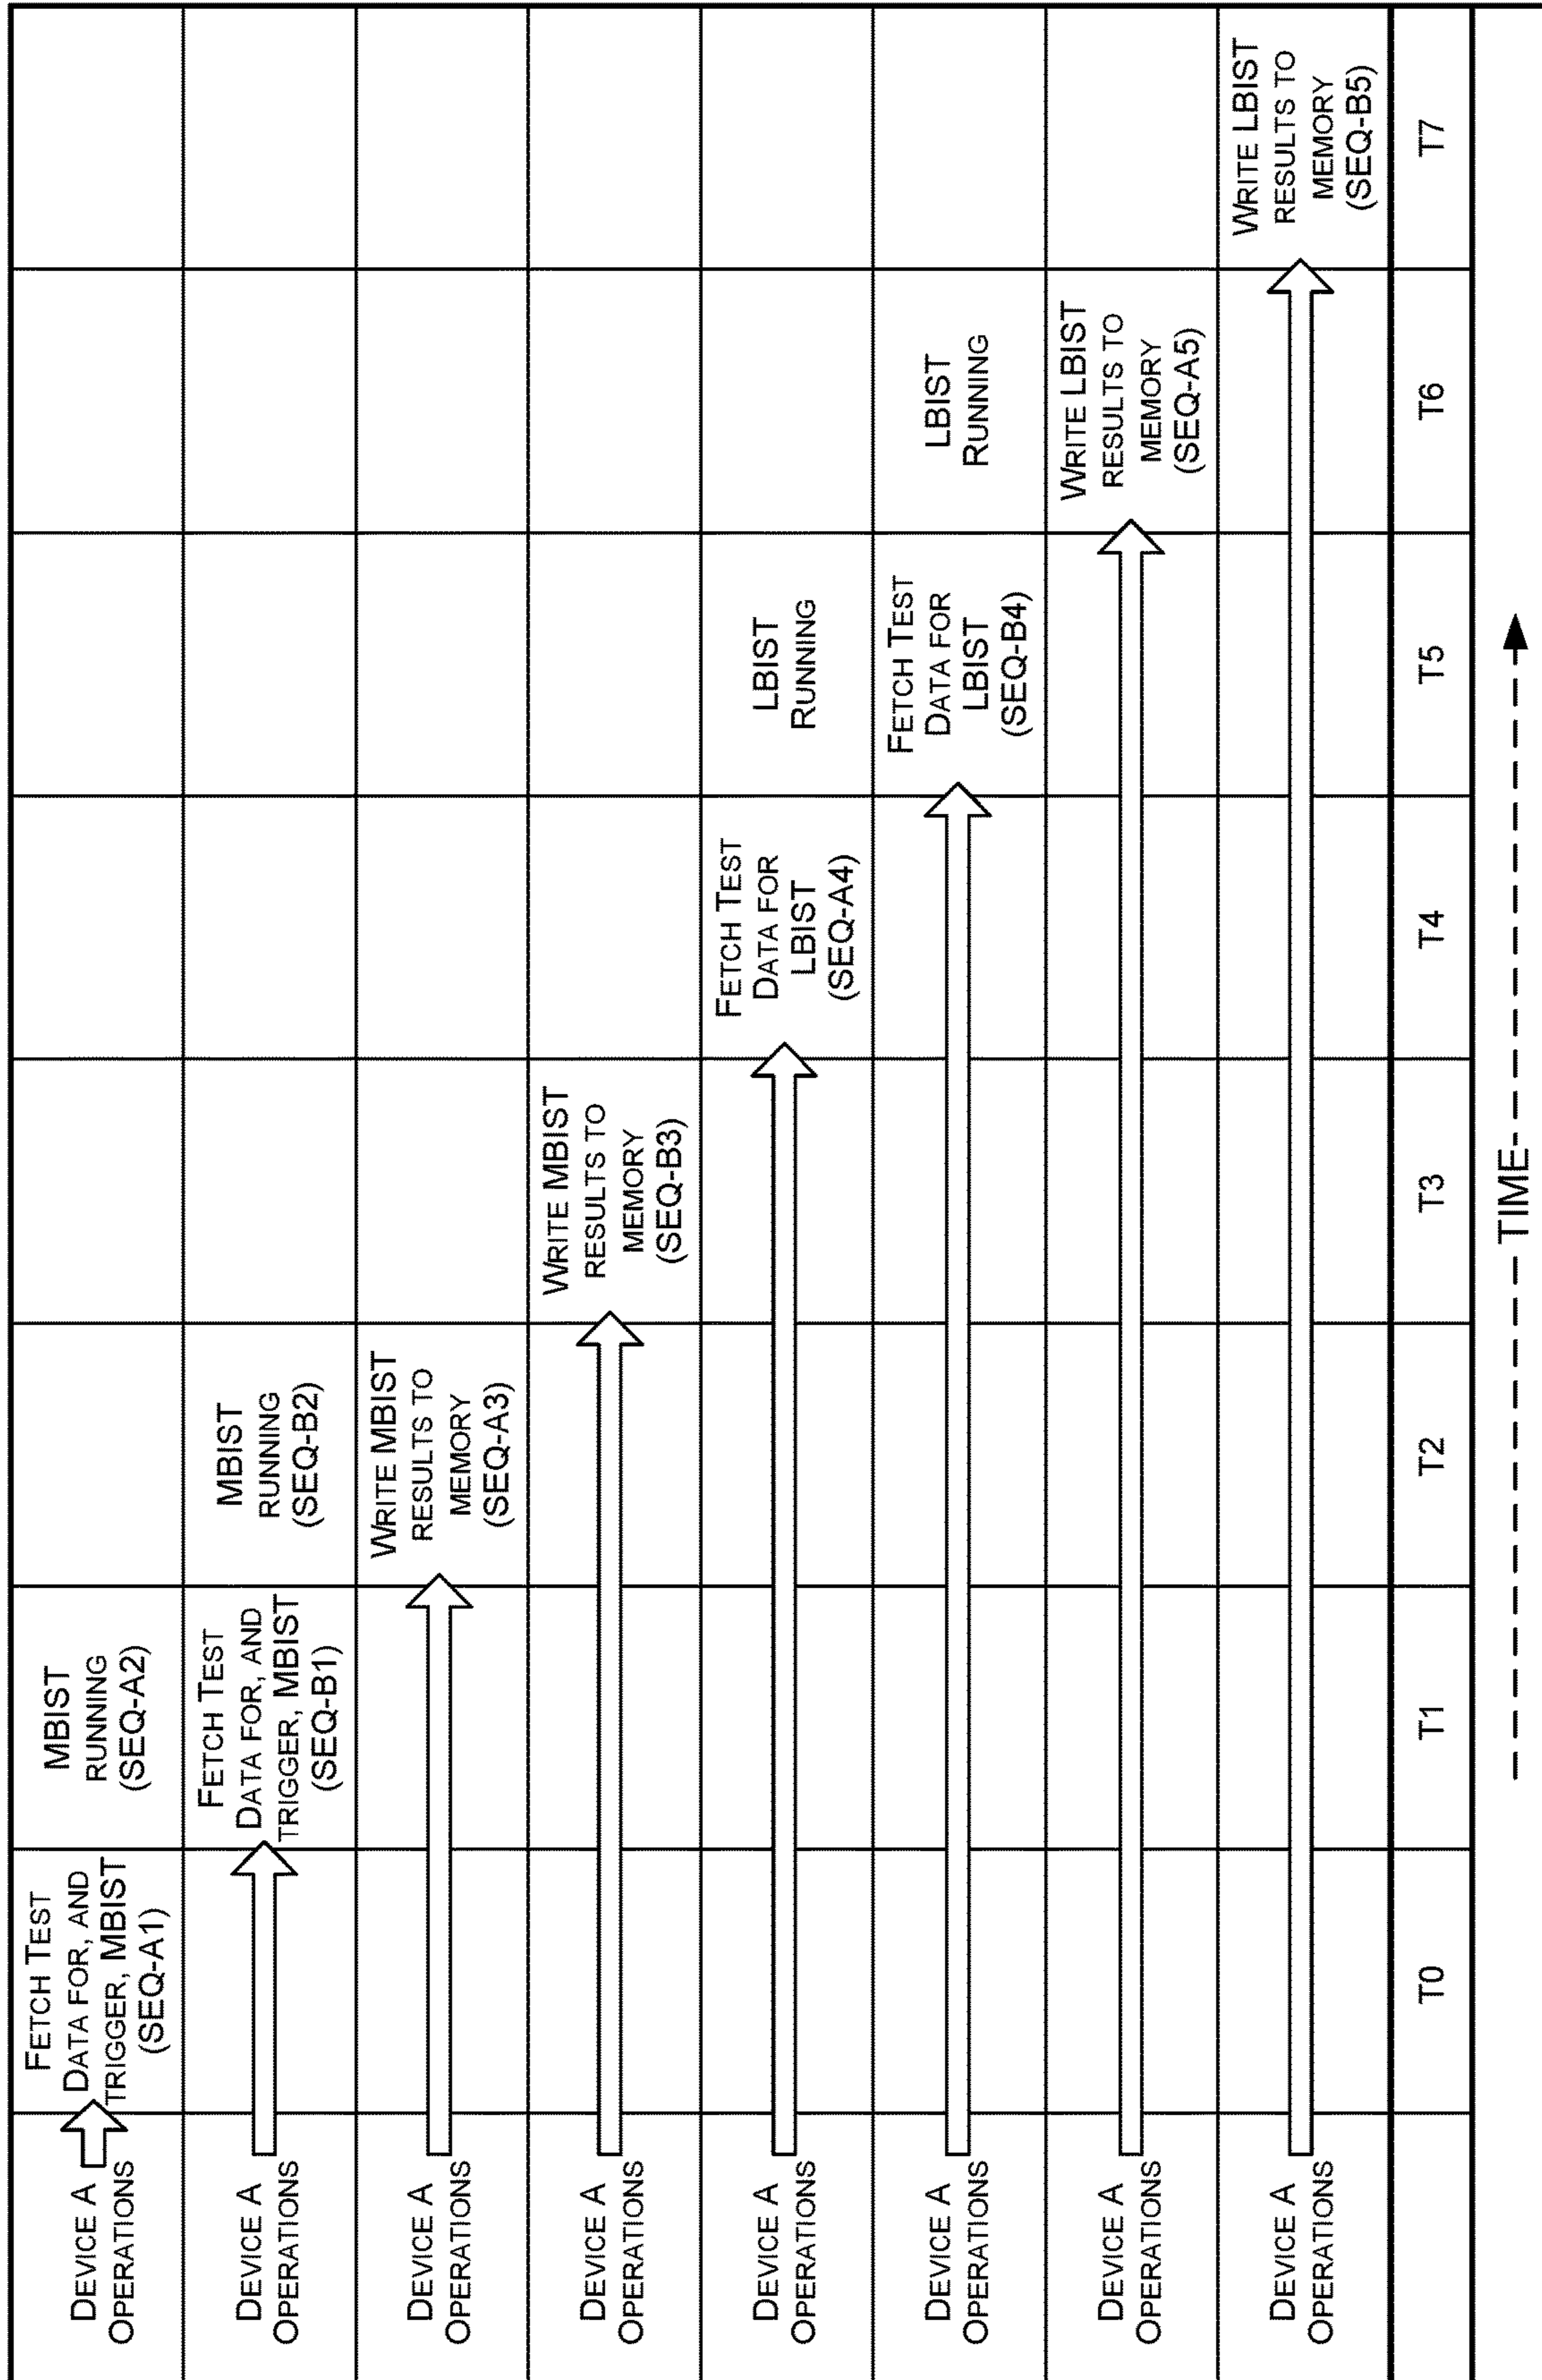 DEVICE A
OPERATIONS
FETCH TEST
DATA FOR, AND
TRIGGER, MBIST
(SEQ-A1)
MBIST
RUNNING
(SEQ-A2)
DEVICE A
OPERATIONS
FETCH TEST
DATA FOR, AND
TRIGGER, MBIST
(SEQ-B1)
MBIST
RUNNING
(SEQ-B2)
DEVICE A
OPERATIONS
WRITE MBIST
RESULTS TO
MEMORY
(SEQ-A3)
DEVICE A
OPERATIONS
WRITE MBIST
RESULTS TO
MEMORY
(SEQ-B3)
DEVICE A
OPERATIONS
FETCH TEST
DATA FOR
LBIST
(SEQ-A4)
LBIST
RUNNING
DEVICE A
OPERATIONS
FETCH TEST
DATA FOR
LBIST
(SEQ-B4)
LBIST
RUNNING
DEVICE A
OPERATIONS
WRITE LBIST
RESULTS TO
MEMORY
(SEQ-A5)
DEVICE A
OPERATIONS
WRITE LBIST
RESULTS TO
MEMORY
(SEQ-B5)
T0 T1 T2 T3 T4 T5 T6 T7
TIME